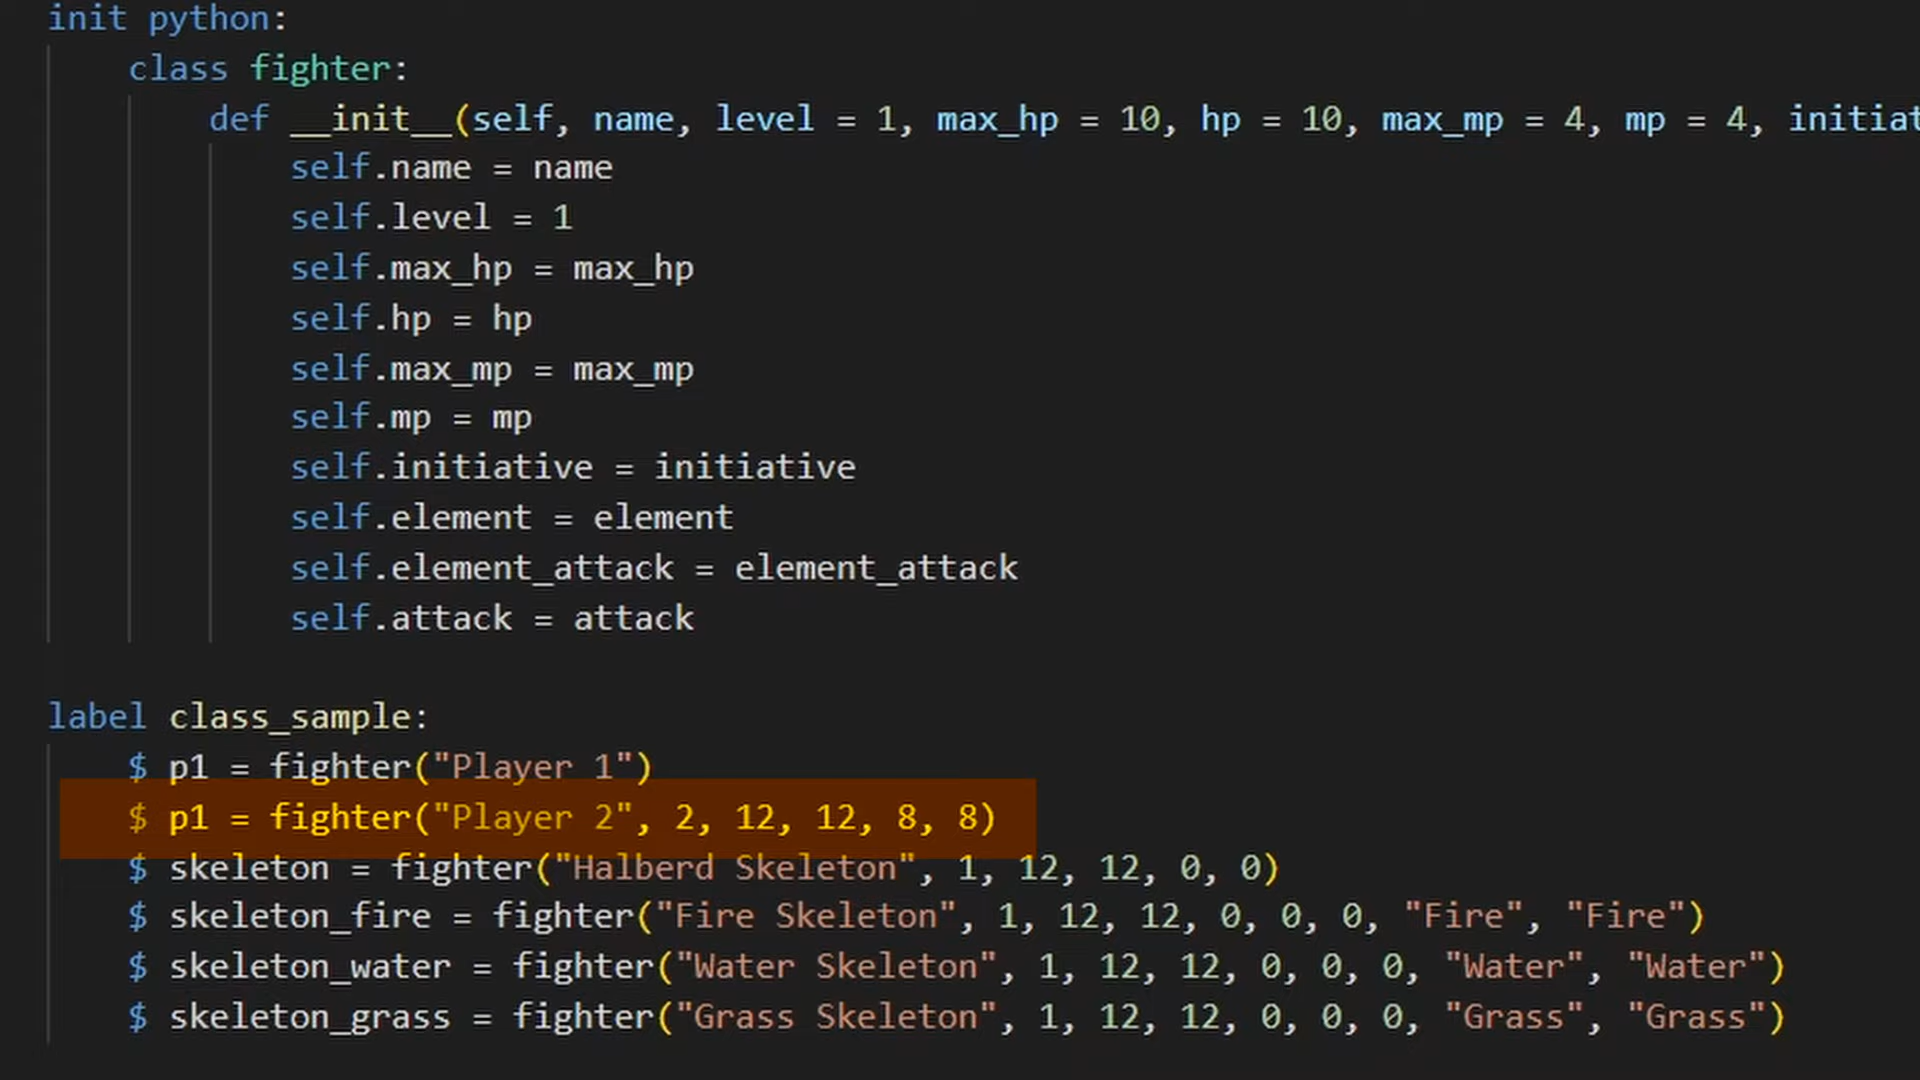 init python:
class fighter:
def __init__(self, name, level = 1, max_hp = 10, hp = 10, max_mp = 4, mp = 4, initiat
self.name = name
self.level = 1
self.max_hp = max_hp
self.hp = hp
self.max_mp = max_mp
self.mp = mp
self.initiative = initiative
self.element = element
self.element_attack = element_attack
self.attack = attack
label class_sample:
$ p1 = fighter("Player 1")
$ p1 = fighter("Player 2", 2, 12, 12, 8, 8)
$ skeleton = fighter("Halberd Skeleton", 1, 12, 12, 0, 0)
$ skeleton_fire = fighter("Fire Skeleton", 1, 12, 12, 0, 0, 0, "Fire", "Fire")
$ skeleton_water = fighter("Water Skeleton", 1, 12, 12, 0, 0, 0, "Water", "Water")
$ skeleton_grass = fighter("Grass Skeleton", 1, 12, 12, 0, 0, 0, "Grass", "Grass")